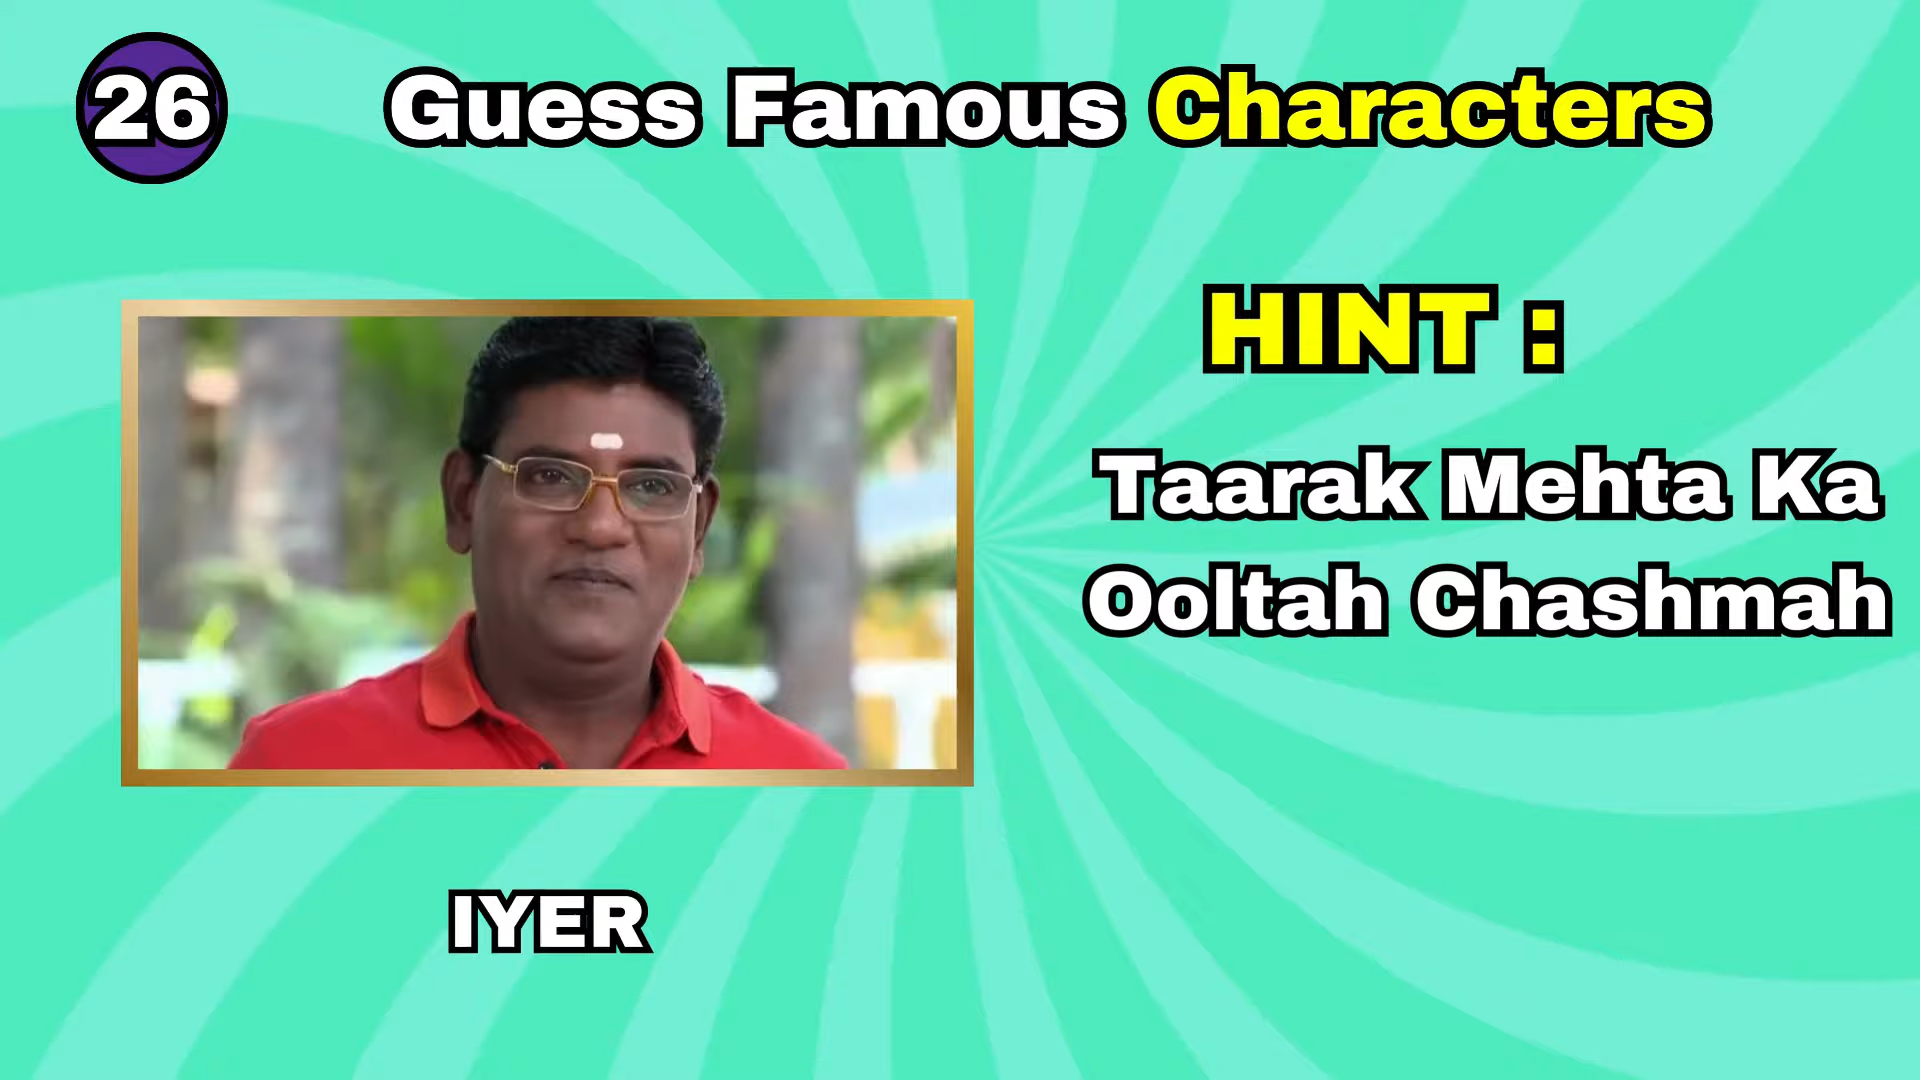 26
Guess Famous Characters
HINT :
Taarak Mehta Ka
Ooltah Chashmah
IYER